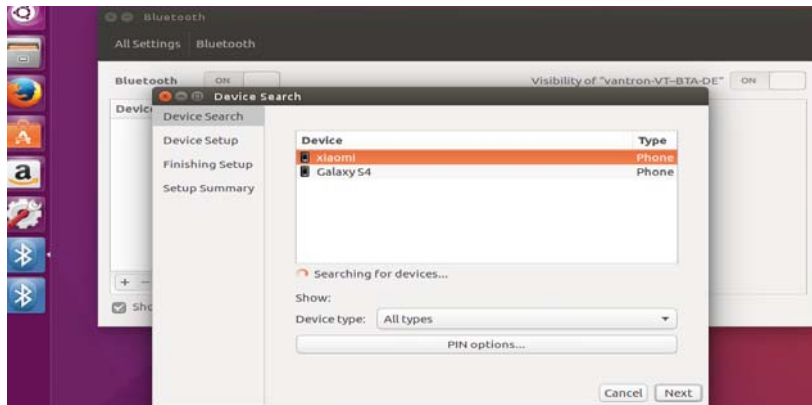 Bluetooth
All Settings Bluetooth
Bluetooth ON Visibility of "vantron-VT-BTA-DE" ON
Device Search
Device Search
Device Setup
Finishing Setup
Setup Summary
Device Type
xiaomi Phone
Galaxy S4 Phone
Searching for devices...
Show:
Device type: All types
PIN options...
Cancel Next
Devic
+ -
Sho
A
a